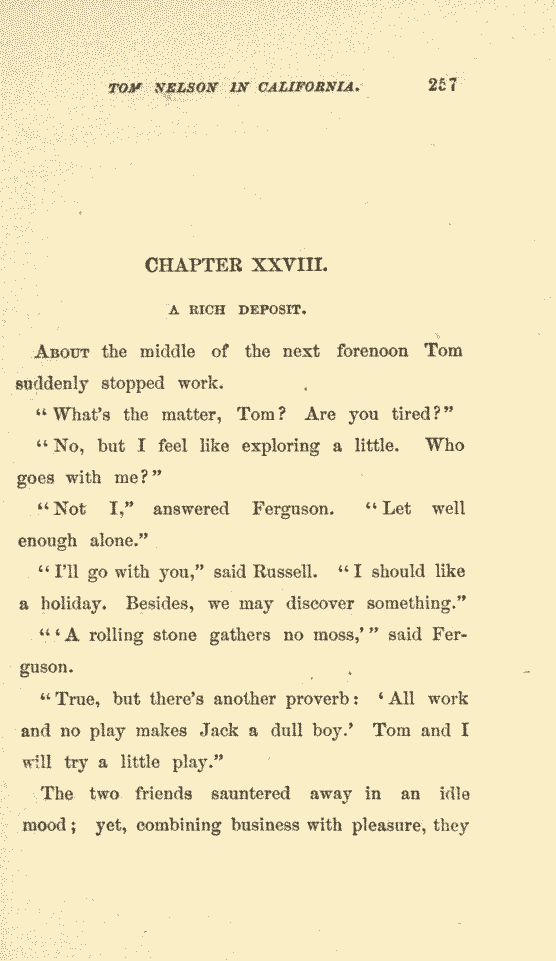 TOM NELSON IN CALIFORNIA. 257
CHAPTER XXVIII.
A RICH DEPOSIT.
ABOUT the middle of the next forenoon Tom
suddenly stopped work.
“What's the matter, Tom? Are you tired?”
“No, but I feel like exploring a little. Who
goes with me?”
“Not I,” answered Ferguson. “Let well
enough alone.”
“I'll go with you,” said Russell. “I should like
a holiday. Besides, we may discover something.”
“‘A rolling stone gathers no moss,’” said Fer-
guson.
“True, but there's another proverb: ‘All work
and no play makes Jack a dull boy.’ Tom and I
will try a little play.”
The two friends sauntered away in an idle
mood; yet, combining business with pleasure, they